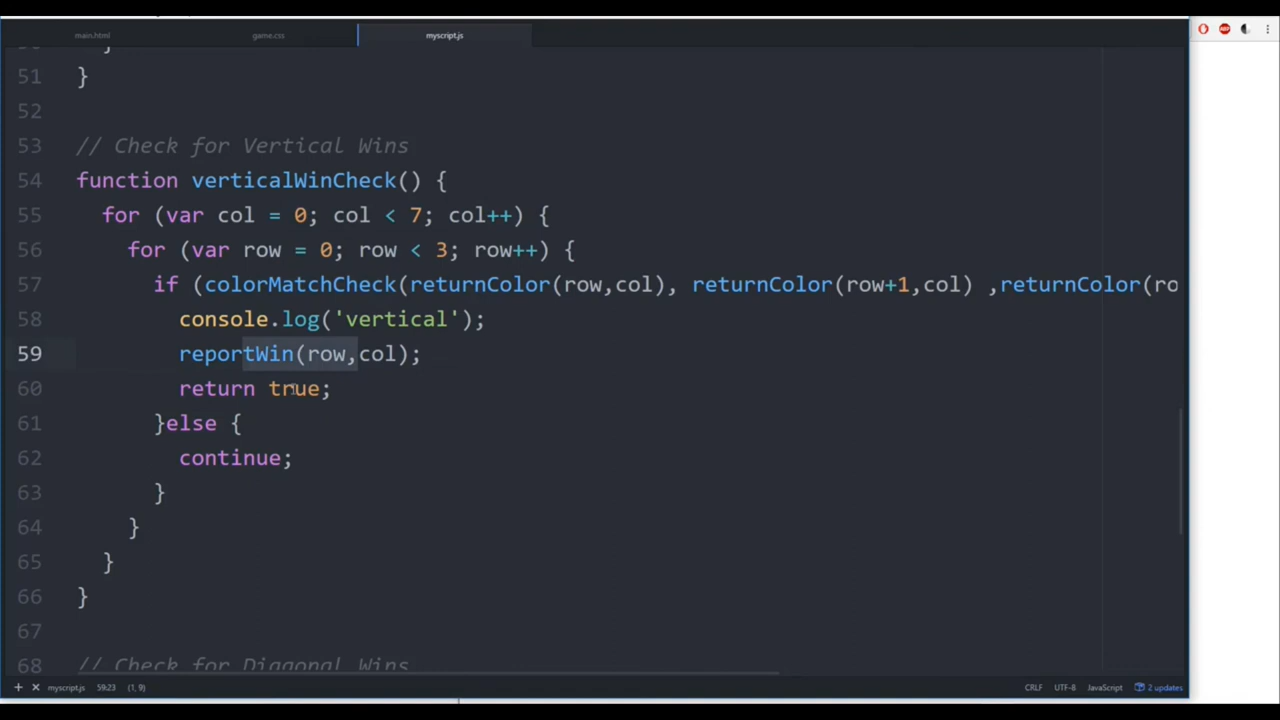 main.html game.css myscript.js
51 }
52
53 // Check for Vertical Wins
54 function verticalWinCheck() {
55 for (var col = 0; col < 7; col++) {
56 for (var row = 0; row < 3; row++) {
57 if (colorMatchCheck(returnColor(row,col), returnColor(row+1,col) ,returnColor(ro
58 console.log('vertical');
59 reportWin(row,col);
60 return true;
61 }else {
62 continue;
63 }
64 }
65 }
66 }
67
68 // Check for Diagonal Wins
+ × myscript.js 59:23 (1, 9) CRLF UTF-8 JavaScript 2 updates